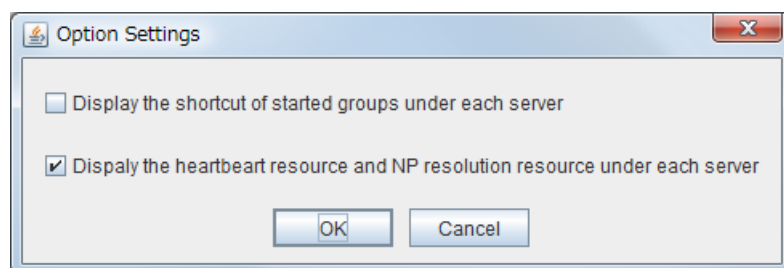 Option Settings
Display the shortcut of started groups under each server
Dispaly the heartbeart resource and NP resolution resource under each server
OK
Cancel